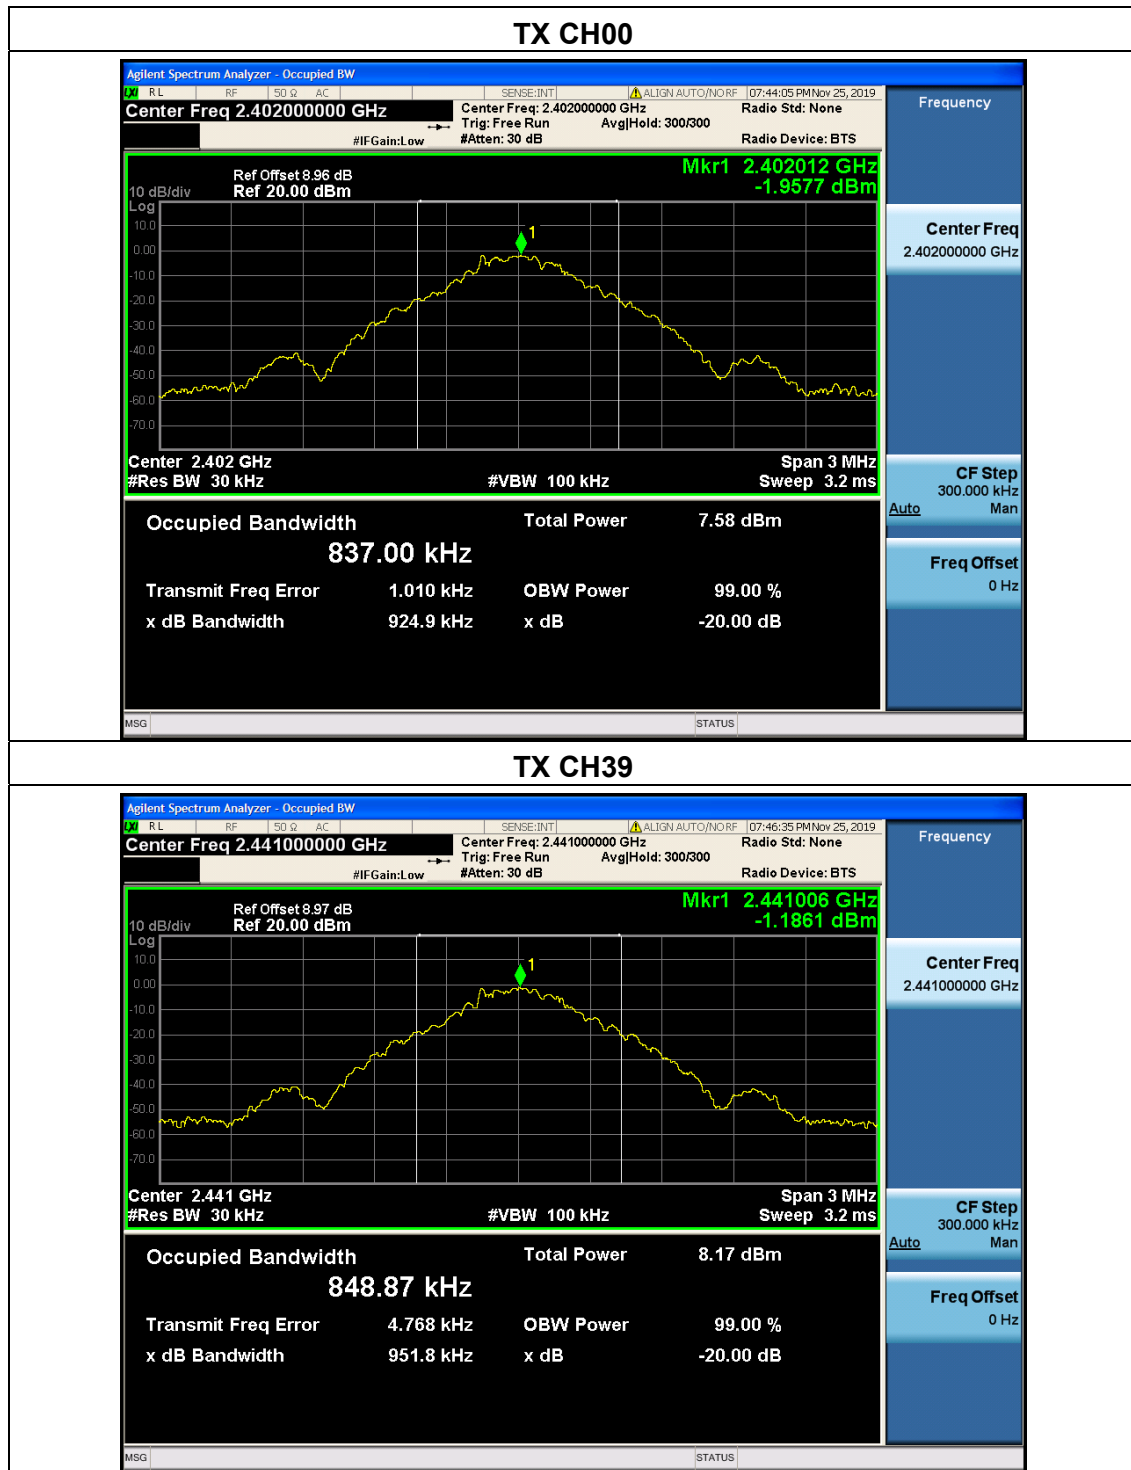 TX CH00
Agilent Spectrum Analyzer - Occupied BW
LXI RL RF 50 Ω AC SENSE:INT ALIGN AUTO/NO RF 07:44:05 PM Nov 25, 2019
Center Freq 2.402000000 GHz
Center Freq: 2.402000000 GHz Radio Std: None
Trig: Free Run Avg|Hold: 300/300
#IFGain:Low #Atten: 30 dB Radio Device: BTS
Frequency
Mkr1 2.402012 GHz
-1.9577 dBm
Ref Offset 8.96 dB
10 dB/div Ref 20.00 dBm
Log
10.0
0.00
-10.0
-20.0
-30.0
-40.0
-50.0
-60.0
-70.0
1
Center 2.402 GHz Span 3 MHz
#Res BW 30 kHz #VBW 100 kHz Sweep 3.2 ms
Occupied Bandwidth Total Power 7.58 dBm
837.00 kHz
Transmit Freq Error 1.010 kHz OBW Power 99.00 %
x dB Bandwidth 924.9 kHz x dB -20.00 dB
Center Freq
2.402000000 GHz
CF Step
300.000 kHz
Auto Man
Freq Offset
0 Hz
MSG STATUS
TX CH39
Agilent Spectrum Analyzer - Occupied BW
LXI RL RF 50 Ω AC SENSE:INT ALIGN AUTO/NO RF 07:46:35 PM Nov 25, 2019
Center Freq 2.441000000 GHz
Center Freq: 2.441000000 GHz Radio Std: None
Trig: Free Run Avg|Hold: 300/300
#IFGain:Low #Atten: 30 dB Radio Device: BTS
Frequency
Mkr1 2.441006 GHz
-1.1861 dBm
Ref Offset 8.97 dB
10 dB/div Ref 20.00 dBm
Log
10.0
0.00
-10.0
-20.0
-30.0
-40.0
-50.0
-60.0
-70.0
1
Center 2.441 GHz Span 3 MHz
#Res BW 30 kHz #VBW 100 kHz Sweep 3.2 ms
Occupied Bandwidth Total Power 8.17 dBm
848.87 kHz
Transmit Freq Error 4.768 kHz OBW Power 99.00 %
x dB Bandwidth 951.8 kHz x dB -20.00 dB
Center Freq
2.441000000 GHz
CF Step
300.000 kHz
Auto Man
Freq Offset
0 Hz
MSG STATUS